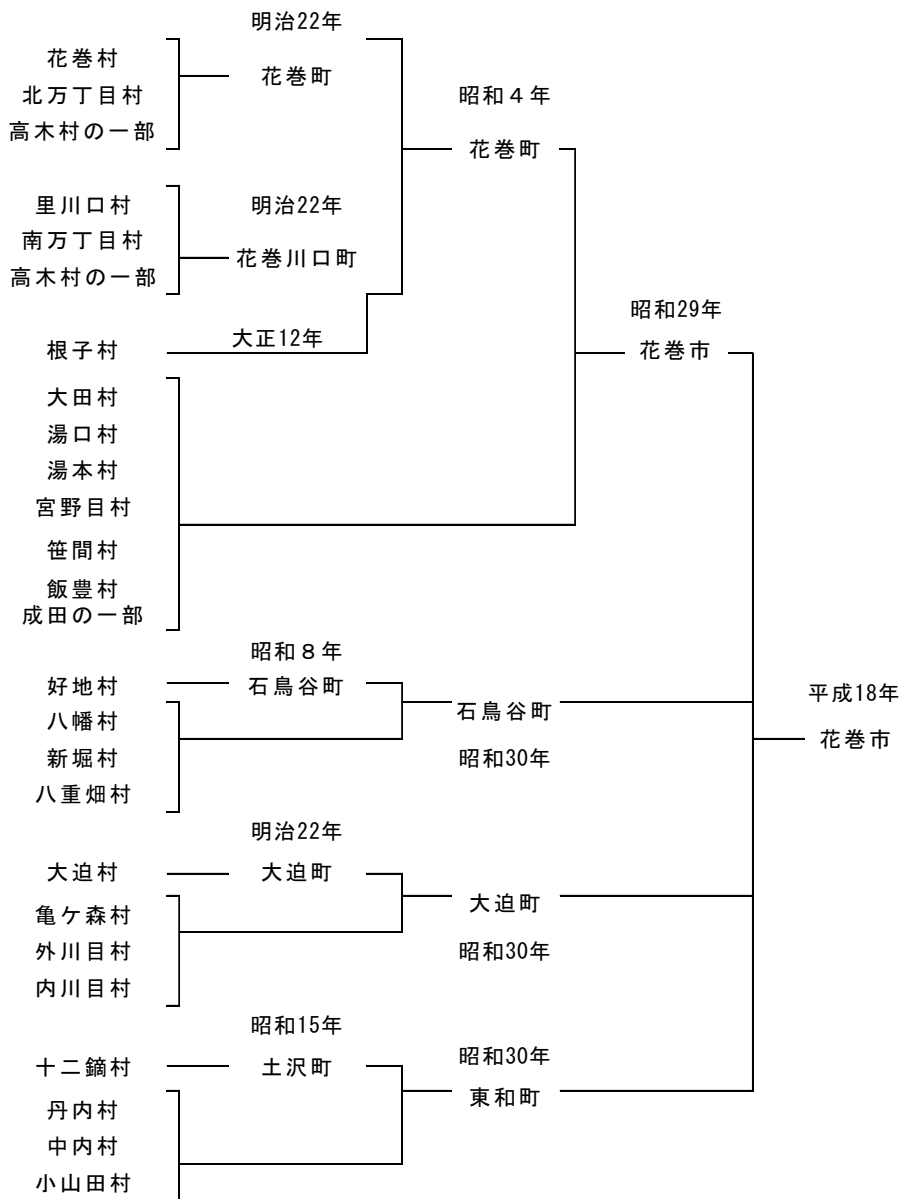 明治22年
花巻村
北万丁目村
高木村の一部
花巻町
昭和４年
花巻町
里川口村
南万丁目村
高木村の一部
明治22年
花巻川口町
根子村
大正12年
昭和29年
花巻市
大田村
湯口村
湯本村
宮野目村
笹間村
飯豊村
成田の一部
昭和８年
好地村
石鳥谷町
八幡村
新堀村
八重畑村
石鳥谷町
昭和30年
平成18年
花巻市
明治22年
大迫村
大迫町
亀ケ森村
外川目村
内川目村
大迫町
昭和30年
昭和15年
十二鏑村
土沢町
昭和30年
東和町
丹内村
中内村
小山田村